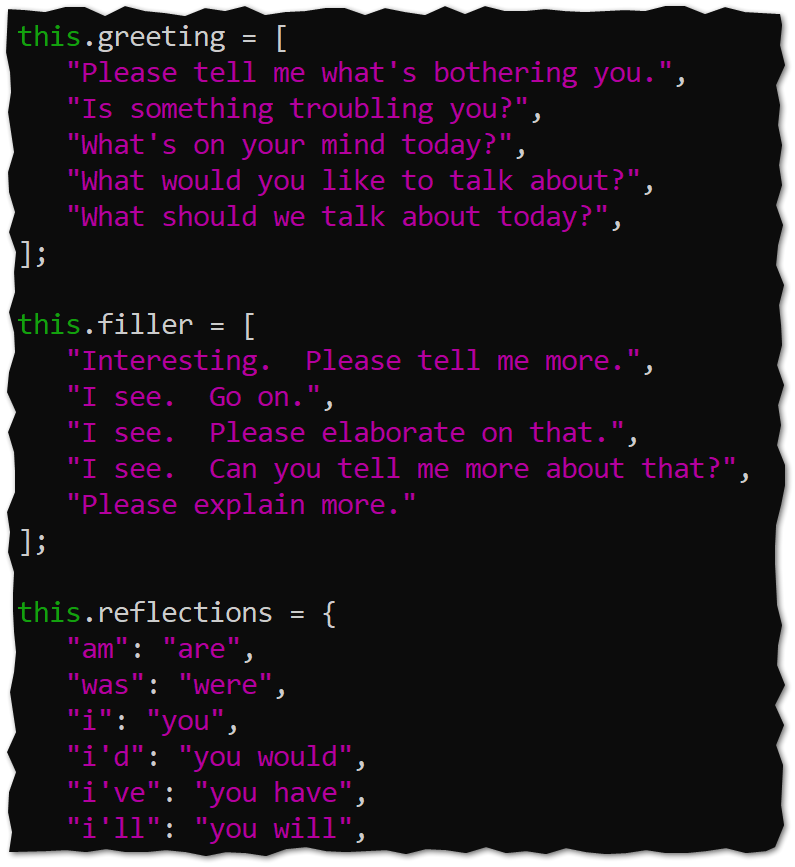 this.greeting = [
   "Please tell me what's bothering you.",
   "Is something troubling you?",
   "What's on your mind today?",
   "What would you like to talk about?",
   "What should we talk about today?",
];

this.filler = [
   "Interesting.  Please tell me more.",
   "I see.  Go on.",
   "I see.  Please elaborate on that.",
   "I see.  Can you tell me more about that?",
   "Please explain more."
];

this.reflections = {
   "am": "are",
   "was": "were",
   "i": "you",
   "i'd": "you would",
   "i've": "you have",
   "i'll": "you will",